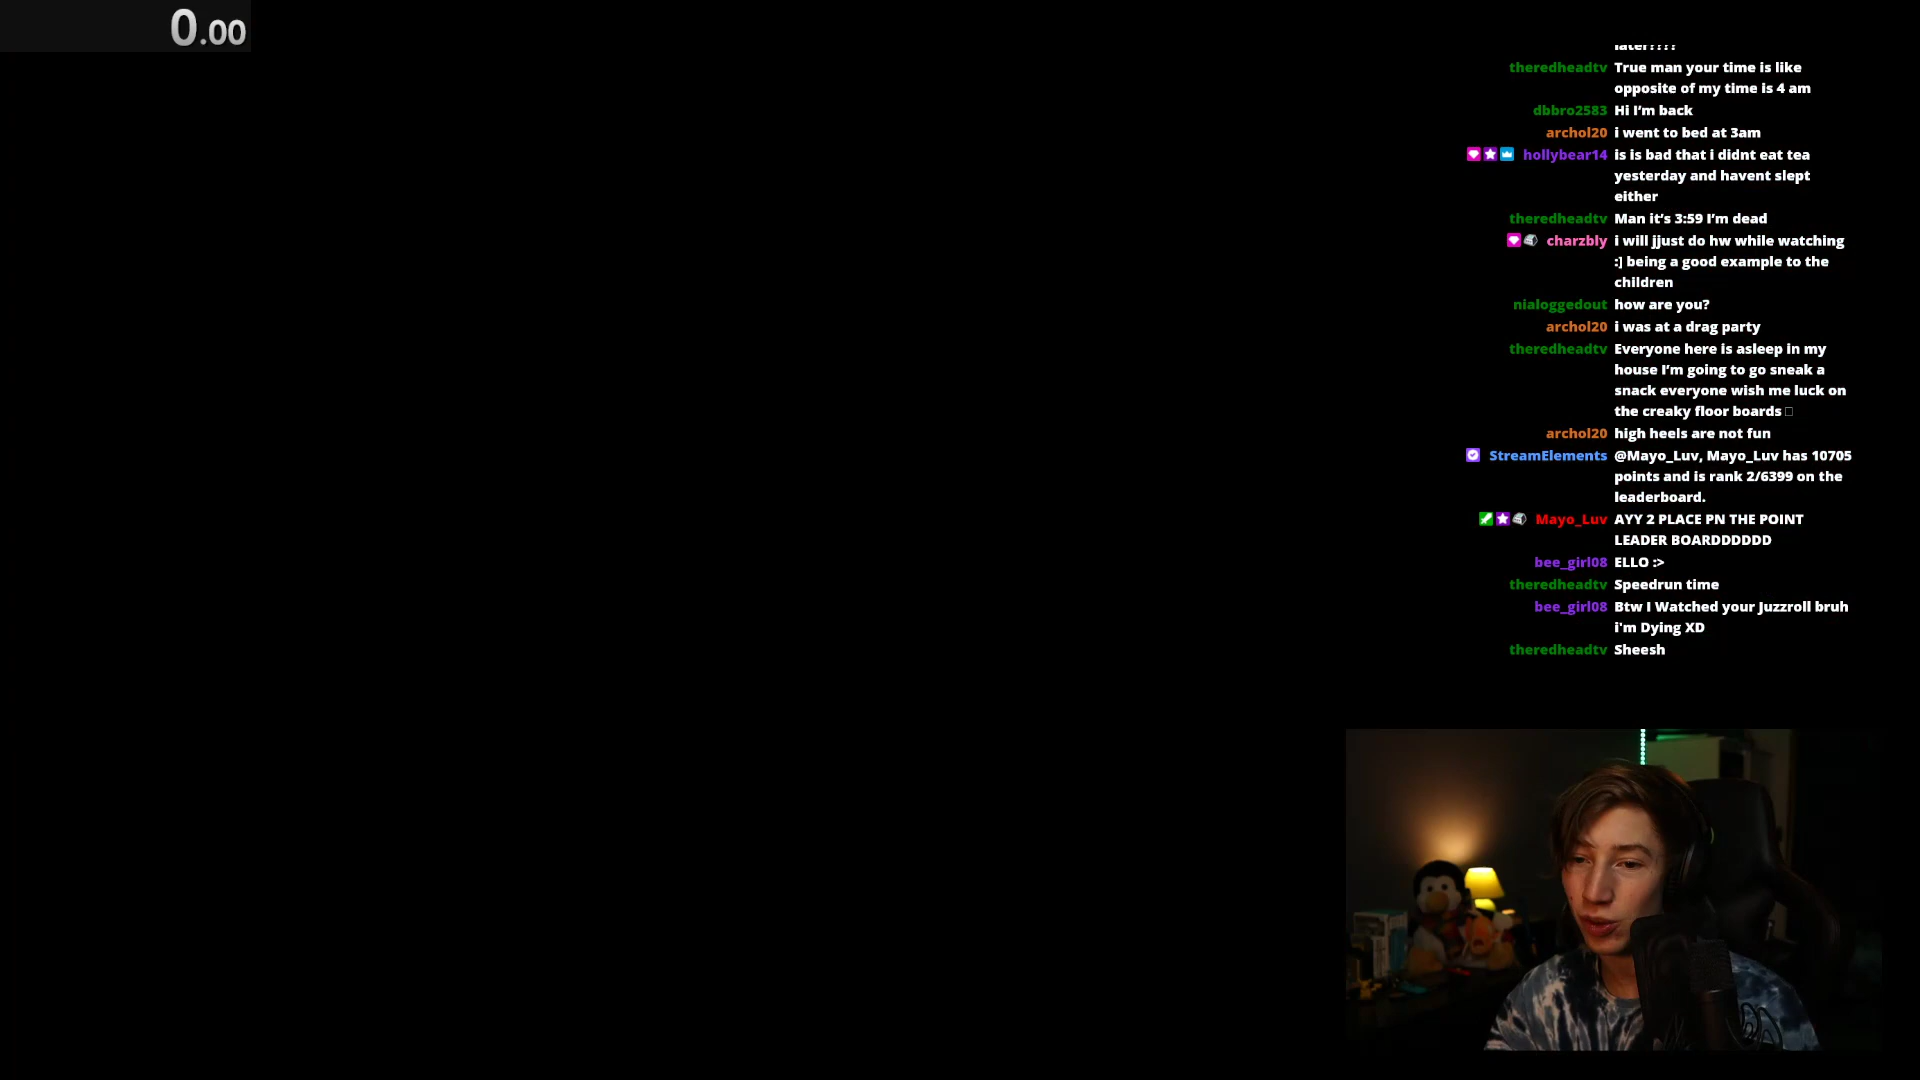 0.00
later????
theredheadtv True man your time is like
opposite of my time is 4 am
dbbro2583 Hi I’m back
archol20 i went to bed at 3am
hollybear14 is is bad that i didnt eat tea
yesterday and havent slept
either
theredheadtv Man it’s 3:59 I’m dead
charzbly i will jjust do hw while watching
:] being a good example to the
children
nialoggedout how are you?
archol20 i was at a drag party
theredheadtv Everyone here is asleep in my
house I’m going to go sneak a
snack everyone wish me luck on
the creaky floor boards
archol20 high heels are not fun
StreamElements @Mayo_Luv, Mayo_Luv has 10705
points and is rank 2/6399 on the
leaderboard.
Mayo_Luv AYY 2 PLACE PN THE POINT
LEADER BOARDDDDDD
bee_girl08 ELLO :>
theredheadtv Speedrun time
bee_girl08 Btw I Watched your Juzzroll bruh
i'm Dying XD
theredheadtv Sheesh